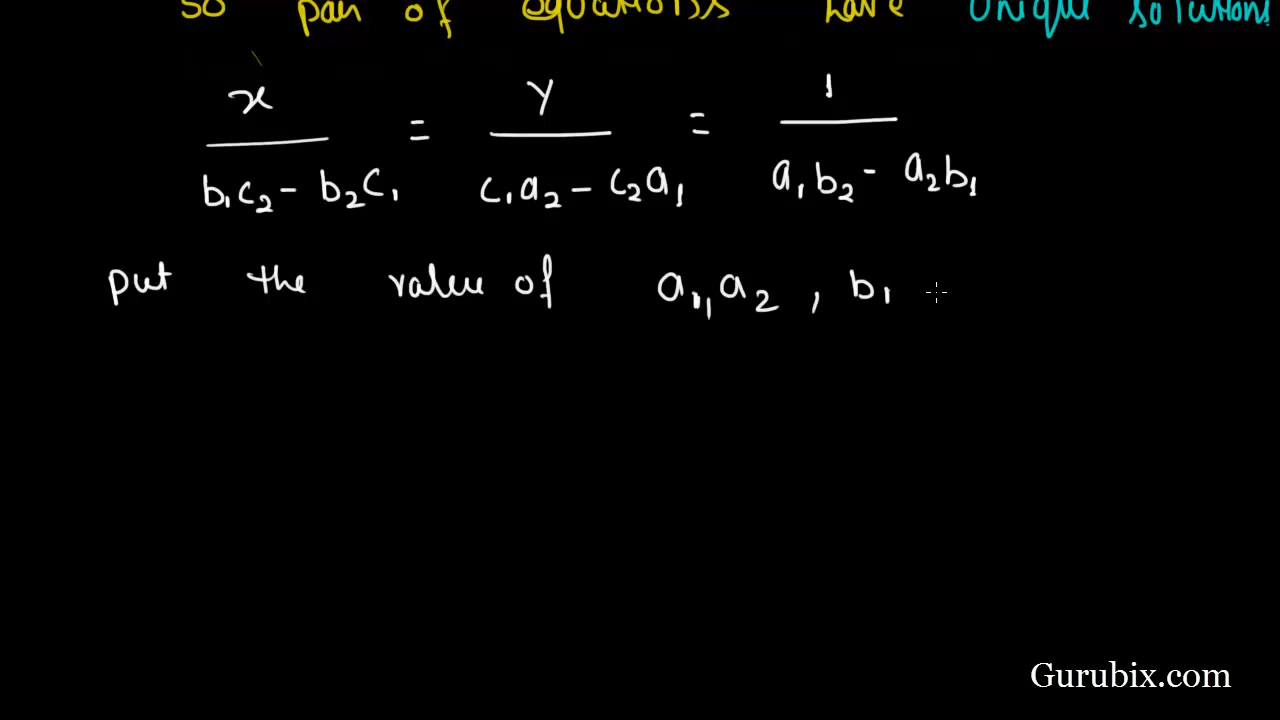 so pair of equations have unique solutions
x = y = 1
b₁c₂ - b₂c₁ c₁a₂ - c₂a₁ a₁b₂ - a₂b₁
put the value of a₁, a₂, b₁
Gurubix.com